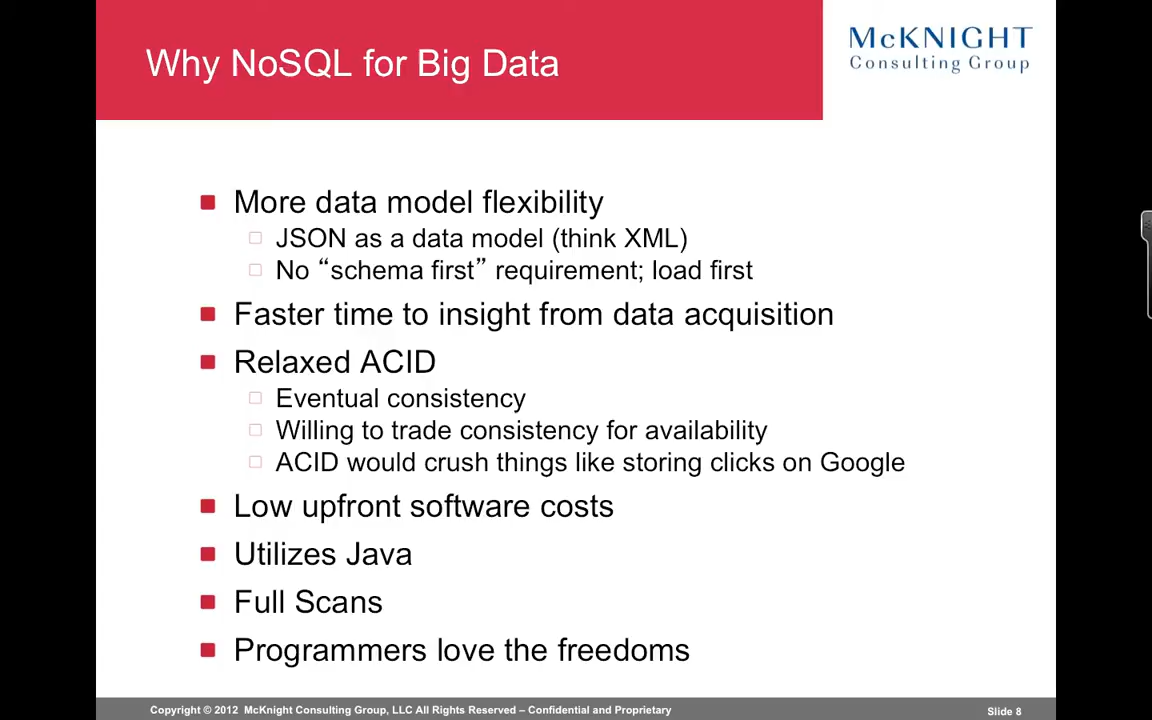 Why NoSQL for Big Data
McKNIGHT
Consulting Group
More data model flexibility
JSON as a data model (think XML)
No “schema first” requirement; load first
Faster time to insight from data acquisition
Relaxed ACID
Eventual consistency
Willing to trade consistency for availability
ACID would crush things like storing clicks on Google
Low upfront software costs
Utilizes Java
Full Scans
Programmers love the freedoms
Copyright © 2012 McKnight Consulting Group, LLC All Rights Reserved – Confidential and Proprietary
Slide 8